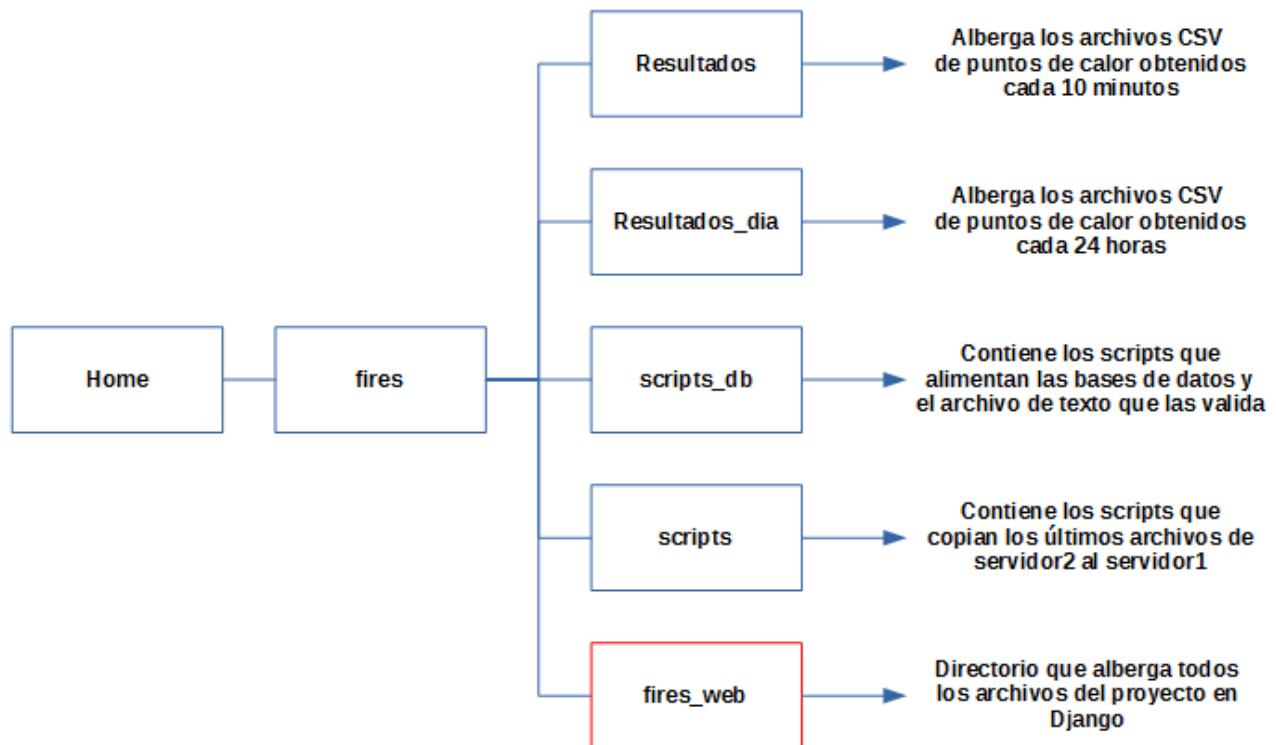 Resultados
Alberga los archivos CSV
de puntos de calor obtenidos
cada 10 minutos
Resultados_dia
Alberga los archivos CSV
de puntos de calor obtenidos
cada 24 horas
Home
fires
scripts_db
Contiene los scripts que
alimentan las bases de datos y
el archivo de texto que las valida
scripts
Contiene los scripts que
copian los últimos archivos de
servidor2 al servidor1
fires_web
Directorio que alberga todos
los archivos del proyecto en
Django